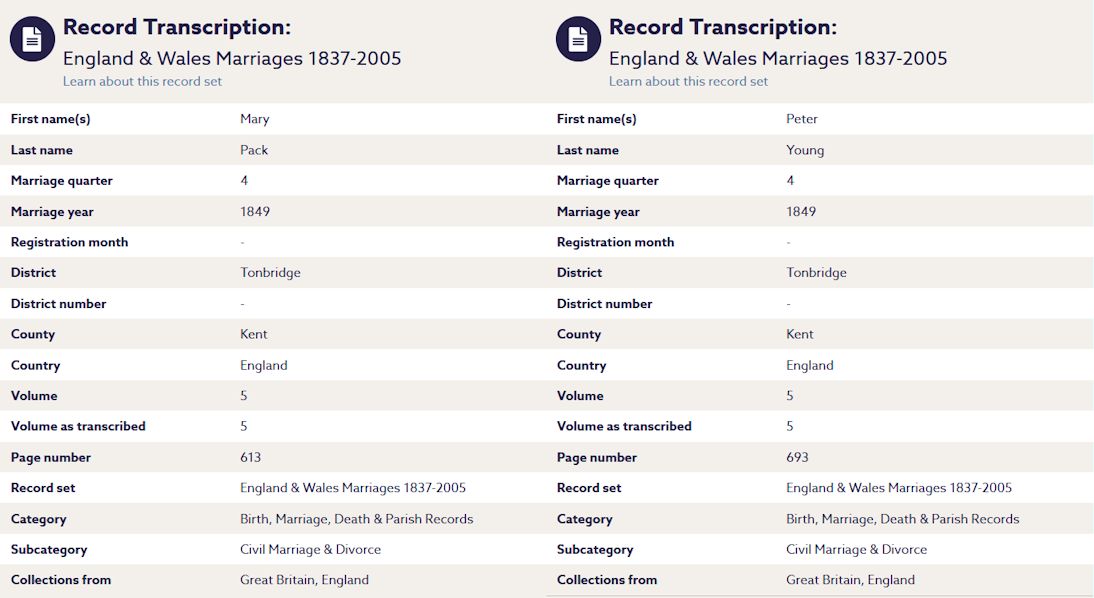 Record Transcription:
England & Wales Marriages 1837-2005
Learn about this record set
First name(s) Mary
Last name Pack
Marriage quarter 4
Marriage year 1849
Registration month -
District Tonbridge
District number -
County Kent
Country England
Volume 5
Volume as transcribed 5
Page number 613
Record set England & Wales Marriages 1837-2005
Category Birth, Marriage, Death & Parish Records
Subcategory Civil Marriage & Divorce
Collections from Great Britain, England
Record Transcription:
England & Wales Marriages 1837-2005
Learn about this record set
First name(s) Peter
Last name Young
Marriage quarter 4
Marriage year 1849
Registration month -
District Tonbridge
District number -
County Kent
Country England
Volume 5
Volume as transcribed 5
Page number 693
Record set England & Wales Marriages 1837-2005
Category Birth, Marriage, Death & Parish Records
Subcategory Civil Marriage & Divorce
Collections from Great Britain, England